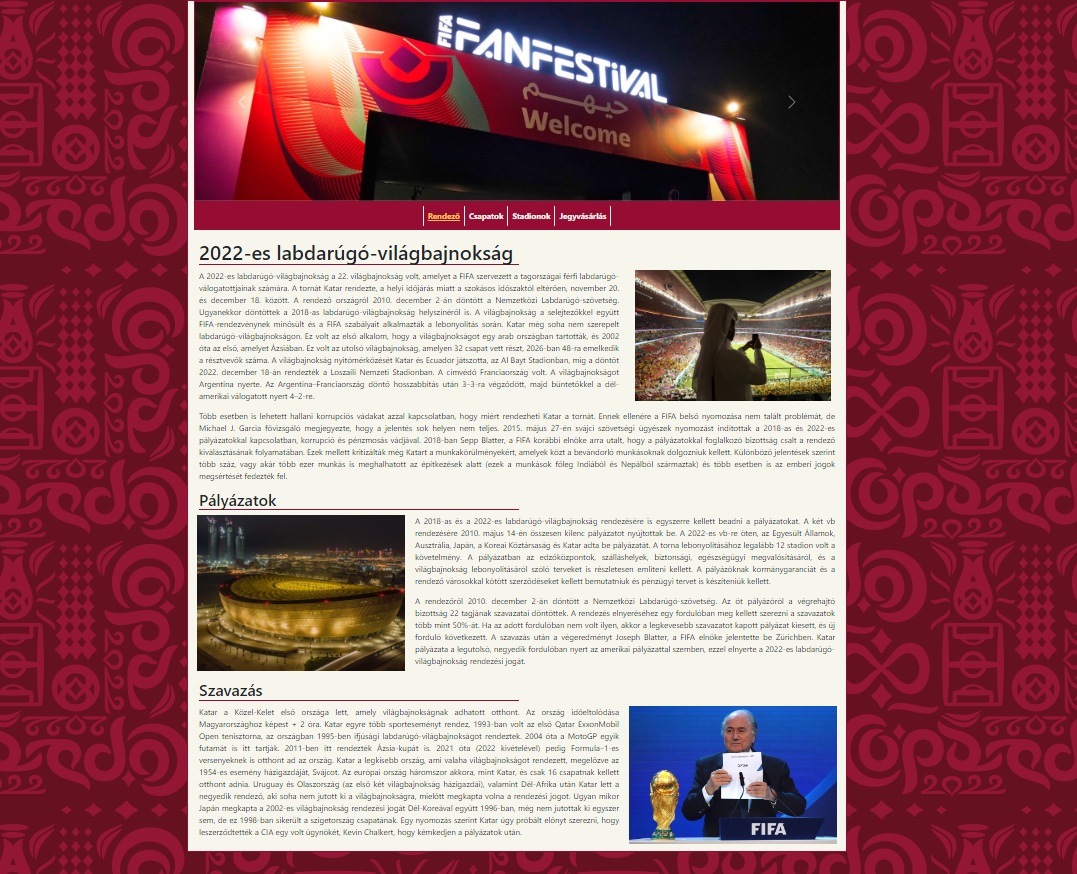 FIFA
FANFESTiVAL
Welcome
Rendező
Csapatok
Stadionok
Jegyvásárlás
2022
2022-es labdarúgó-világbajnokság
A 2022-es labdarúgó-világbajnokság a 22. világbajnokság volt, amelyet a FIFA szervezett a tagországai férfi labdarúgó-
válogatottjainak számára. A tornát Katar rendezte, a helyi időjárás miatt a szokásos időszaktól eltérően, november 20.
és december 18. között. A rendező országról 2010. december 2-án döntött a Nemzetközi Labdarúgó-szövetség.
Ugyanekkor döntöttek a 2018-as labdarúgó-világbajnokság helyszínéről is. A világbajnokság a selejtezőkkel együtt
FIFA-rendezvénynek minősült és a FIFA szabályait alkalmazták a lebonyolítás során. Katar még soha nem szerepelt
labdarúgó-világbajnokságon. Ez volt az első alkalom, hogy a világbajnokságot egy arab országban tartották, és 2002
óta az első, amelyet Ázsiában. Ez volt az utolsó világbajnokság, amelyen 32 csapat vett részt, 2026-ban 48-ra emelkedik
a résztvevők száma. A világbajnokság nyitómérkőzését Katar és Ecuador játszotta, az Al Bayt Stadionban, míg a döntőt
2022. december 18-án rendezték a Loszaíli Nemzeti Stadionban. A címvédő Franciaország volt. A világbajnokságot
Argentína nyerte. Az Argentína–Franciaország döntő hosszabbítás után 3–3-ra végződött, majd büntetőkkel a dél-
amerikai válogatott nyert 4–2-re.
Több esetben is lehetett hallani korrupciós vádakat azzal kapcsolatban, hogy miért rendezheti Katar a tornát. Ennek ellenére a FIFA belső nyomozása nem talált problémát, de
Michael J. Garcia fővizsgáló megjegyezte, hogy a jelentés sok helyen nem teljes. 2015. május 27-én svájci szövetségi ügyészek nyomozást indítottak a 2018-as és 2022-es
pályázatokkal kapcsolatban, korrupció és pénzmosás vádjával. 2018-ban Sepp Blatter, a FIFA korábbi elnöke arra utalt, hogy a pályázatokkal foglalkozó bizottság csalt a rendező
kiválasztásának folyamatában. Ezek mellett kritizálták még Katart a munkakörülményekért, amelyek közt a bevándorló munkásoknak dolgozniuk kellett. Különböző jelentések szerint
több száz, vagy akár több ezer munkás is meghalhatott az építkezések alatt (ezek a munkások főleg Indiából és Nepálból származtak) és több esetben is az emberi jogok
megsértését fedezték fel.
Pályázatok
A 2018-as és a 2022-es labdarúgó-világbajnokság rendezésére is egyszerre kellett beadni a pályázatokat. A két vb
rendezésére 2010. május 14-én összesen kilenc pályázatot nyújtottak be. A 2022-es vb-re öten, az Egyesült Államok,
Ausztrália, Japán, a Koreai Köztársaság és Katar adta be pályázatát. A torna lebonyolításához legalább 12 stadion volt a
követelmény. A pályázatban az edzőközpontok, szálláshelyek, biztonsági, egészségügyi megvalósításáról, és a
világbajnokság lebonyolításáról szóló terveket is részletesen említeni kellett. A pályázóknak kormánygaranciát és a
rendező városokkal kötött szerződéseket kellett bemutatniuk és pénzügyi tervet is készíteniük kellett.
A rendezőről 2010. december 2-án döntött a Nemzetközi Labdarúgó-szövetség. Az öt pályázóról a végrehajtó
bizottság 22 tagjának szavazatai döntöttek. A rendezés elnyeréséhez egy fordulóban meg kellett szerezni a szavazatok
több mint 50%-át. Ha az adott fordulóban nem volt ilyen, akkor a legkevesebb szavazatot kapott pályázat kiesett, és új
forduló következett. A szavazás után a végeredményt Joseph Blatter, a FIFA elnöke jelentette be Zürichben. Katar
pályázata a legutolsó, negyedik fordulóban nyert az amerikai pályázattal szemben, ezzel elnyerte a 2022-es labdarúgó-
világbajnokság rendezési jogát.
Szavazás
Katar a Közel-Kelet első országa lett, amely világbajnokságnak adhatott otthont. Az ország időeltolódása
Magyarországhoz képest + 2 óra. Katar egyre több sporteseményt rendez, 1993-ban volt az első Qatar ExxonMobil
Open tenisztorna, az országban 1995-ben ifjúsági labdarúgó-világbajnokságot rendeztek. 2004 óta a MotoGP egyik
futamát is itt tartják. 2011-ben itt rendezték Ázsia-kupát is. 2021 óta (2022 kivételével) pedig Formula–1-es
versenyeknek is otthont ad az ország. Katar a legkisebb ország, ami valaha világbajnokságot rendezett, megelőzve az
1954-es esemény házigazdáját, Svájcot. Az európai ország háromszor akkora, mint Katar, és csak 16 csapatnak kellett
otthont adnia. Uruguay és Olaszország (az első két világbajnokság házigazdái), valamint Dél-Afrika után Katar lett a
negyedik rendező, aki soha nem jutott ki a világbajnokságra, mielőtt megkapta volna a rendezési jogot. Ugyan mikor
Japán megkapta a 2002-es világbajnokság rendezési jogát Dél-Koreával együtt 1996-ban, még nem jutottak ki egyszer
sem, de ez 1998-ban sikerült a szigetország csapatának. Egy nyomozás szerint Katar úgy próbált előnyt szerezni, hogy
leszerződtették a CIA egy volt ügynökét, Kevin Chalkert, hogy kémkedjen a pályázatok után.
QATAR
FIFA